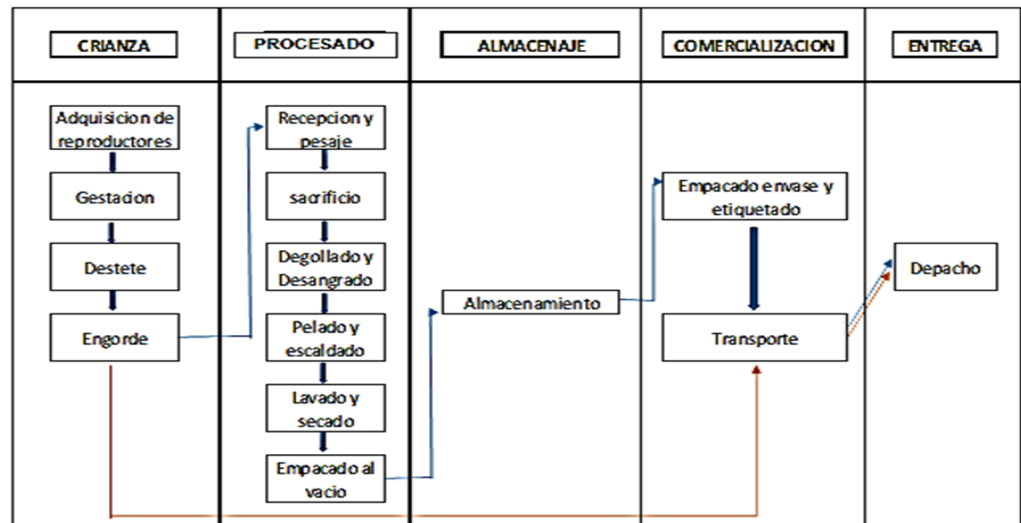 CRIANZA
PROCESADO
ALMACENAJE
COMERCIALIZACION
ENTREGA
Adquisicion de
reproductores
Gestacion
Destete
Engorde
Recepcion y
pesaje
sacrificio
Degollado y
Desangrado
Pelado y
escaldado
Lavado y
secado
Empacado al
vacio
Almacenamiento
Empacado envase y
etiquetado
Transporte
Depacho